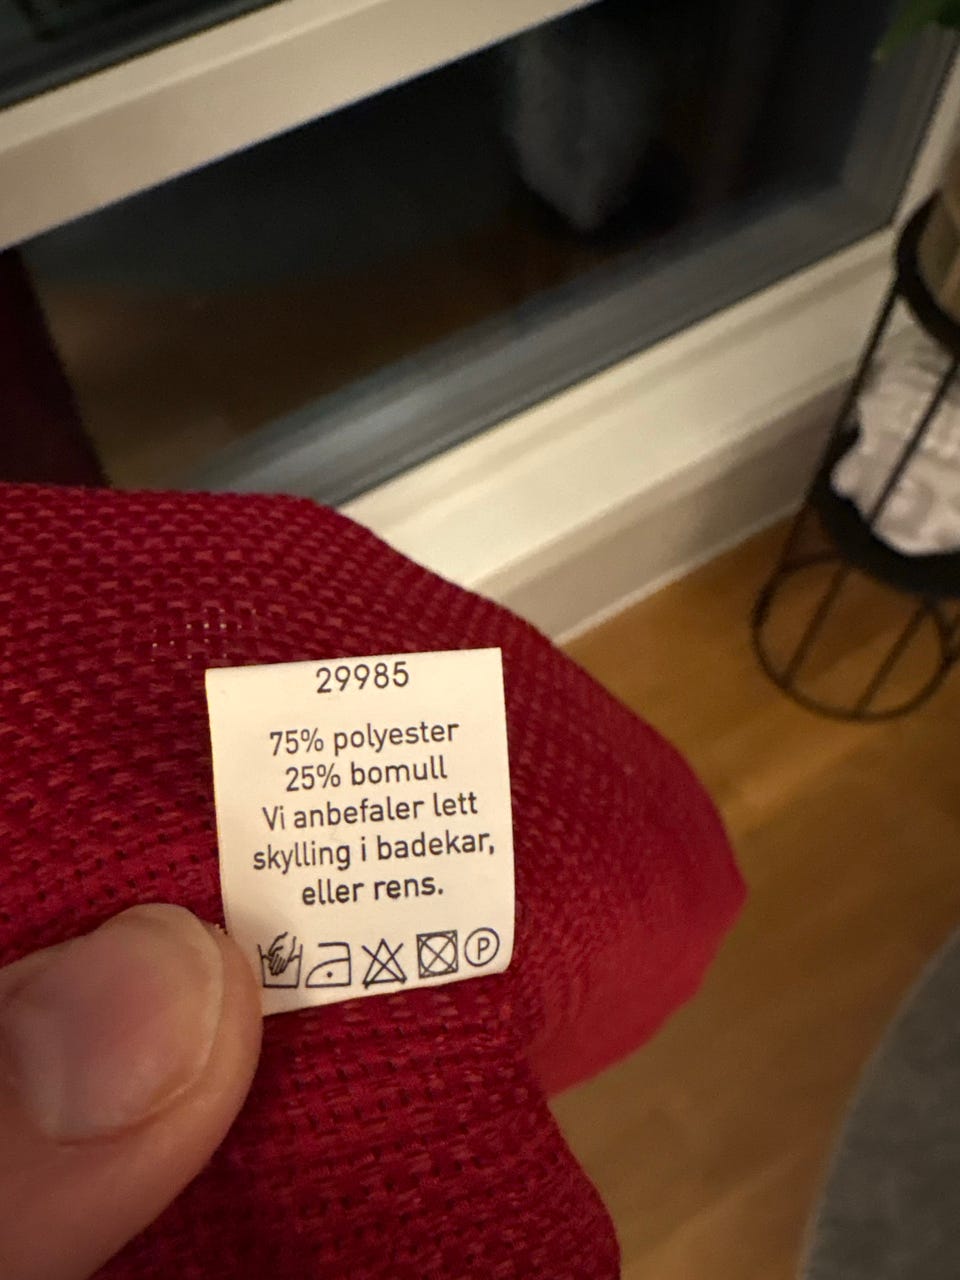 29985
75% polyester
25% bomull
Vi anbefaler lett
skylling i badekar,
eller rens.
P